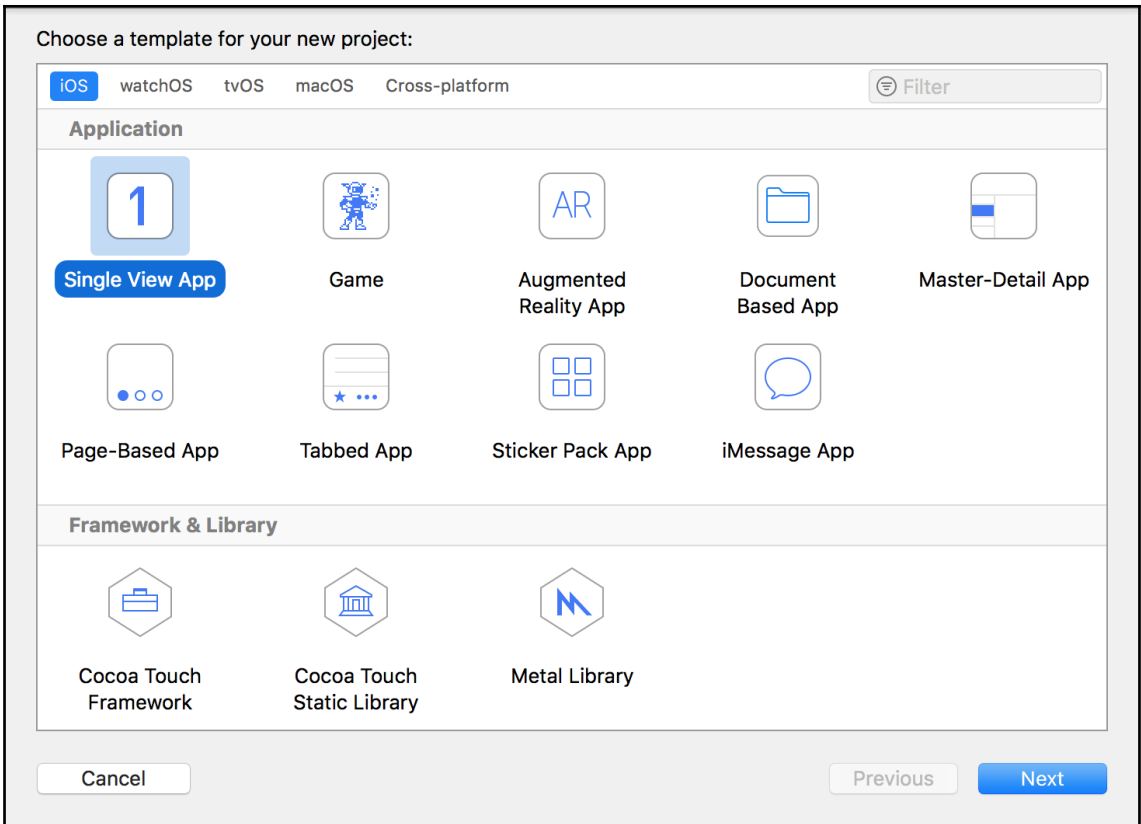 Choose a template for your new project:
iOS watchOS tvOS macOS Cross-platform Filter
Application
1 AR
Single View App Game Augmented Reality App Document Based App Master-Detail App
Page-Based App Tabbed App Sticker Pack App iMessage App
Framework & Library
Cocoa Touch Framework Cocoa Touch Static Library Metal Library
Cancel Previous Next